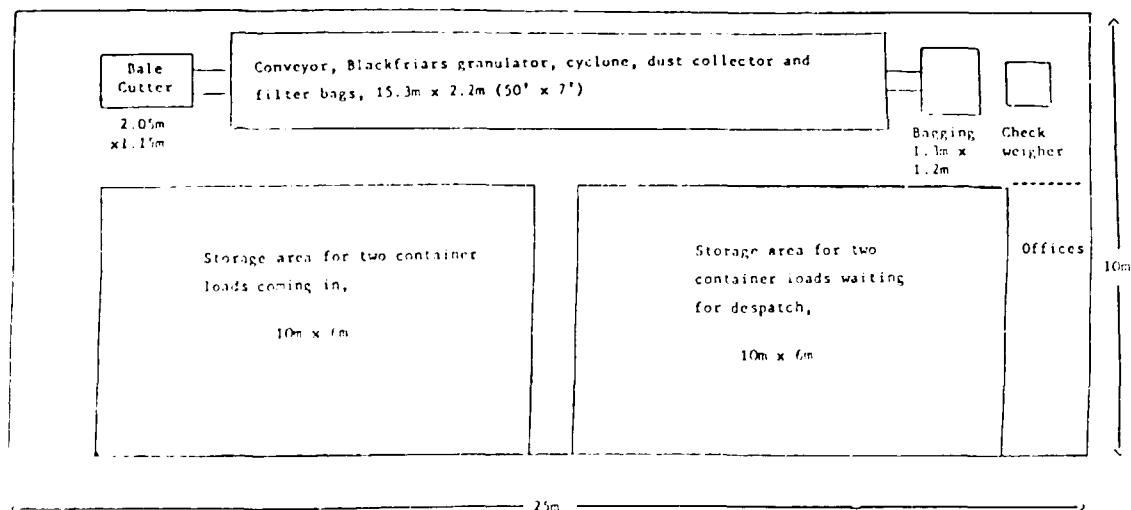 Bale
Cutter
2.05m
x1.15m
Conveyor, Blackfriars granulator, cyclone, dust collector and
filter bags, 15.3m x 2.2m (50' x 7')
Bagging
1.3m x
1.2m
Check
weigher
Storage area for two container
loads coming in,
10m x 6m
Storage area for two
container loads waiting
for despatch,
10m x 6m
Offices
10m
25m